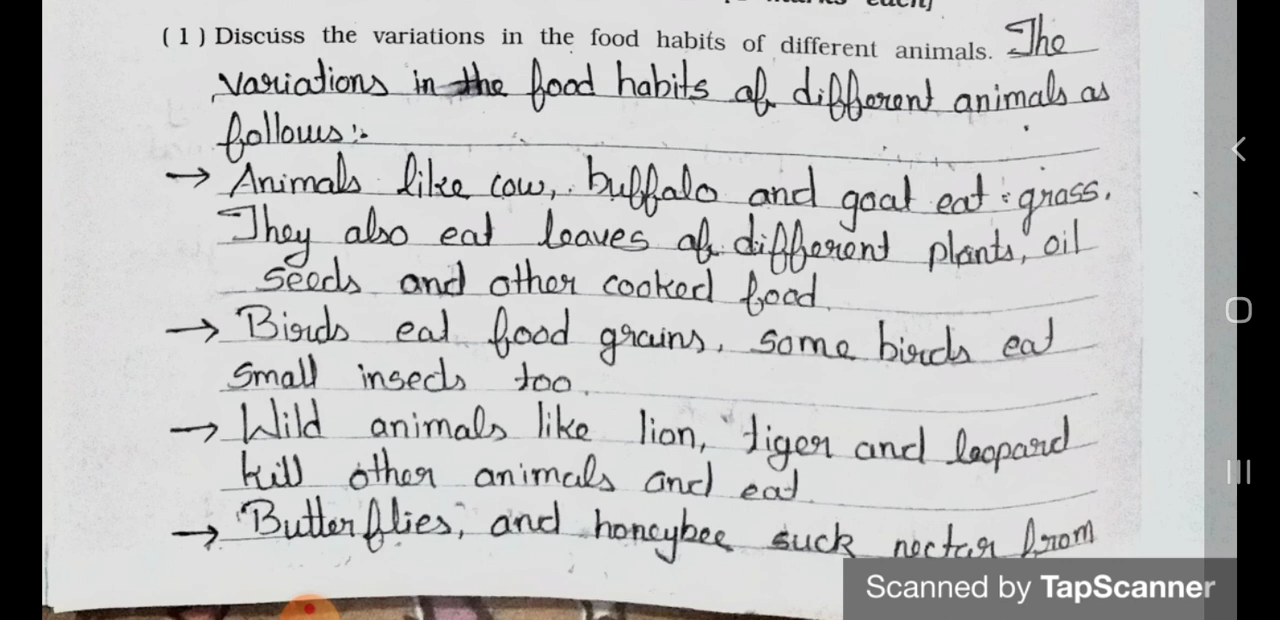 (1) Discuss the variations in the food habits of different animals. The
variations in the food habits of different animals as
follows:-
→ Animals like cow, buffalo and goat eat grass.
They also eat leaves of different plants, oil
seeds and other cooked food.
→ Birds eat food grains, some birds eat
small insects too.
→ Wild animals like lion, tiger and leopard
kill other animals and eat.
→ Butterflies, and honeybee suck nectar from
Scanned by TapScanner